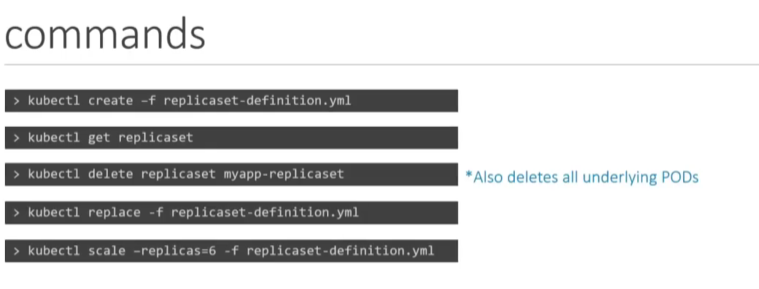 commands
> kubectl create –f replicaset-definition.yml
> kubectl get replicaset
> kubectl delete replicaset myapp-replicaset *Also deletes all underlying PODs
> kubectl replace -f replicaset-definition.yml
> kubectl scale –replicas=6 -f replicaset-definition.yml